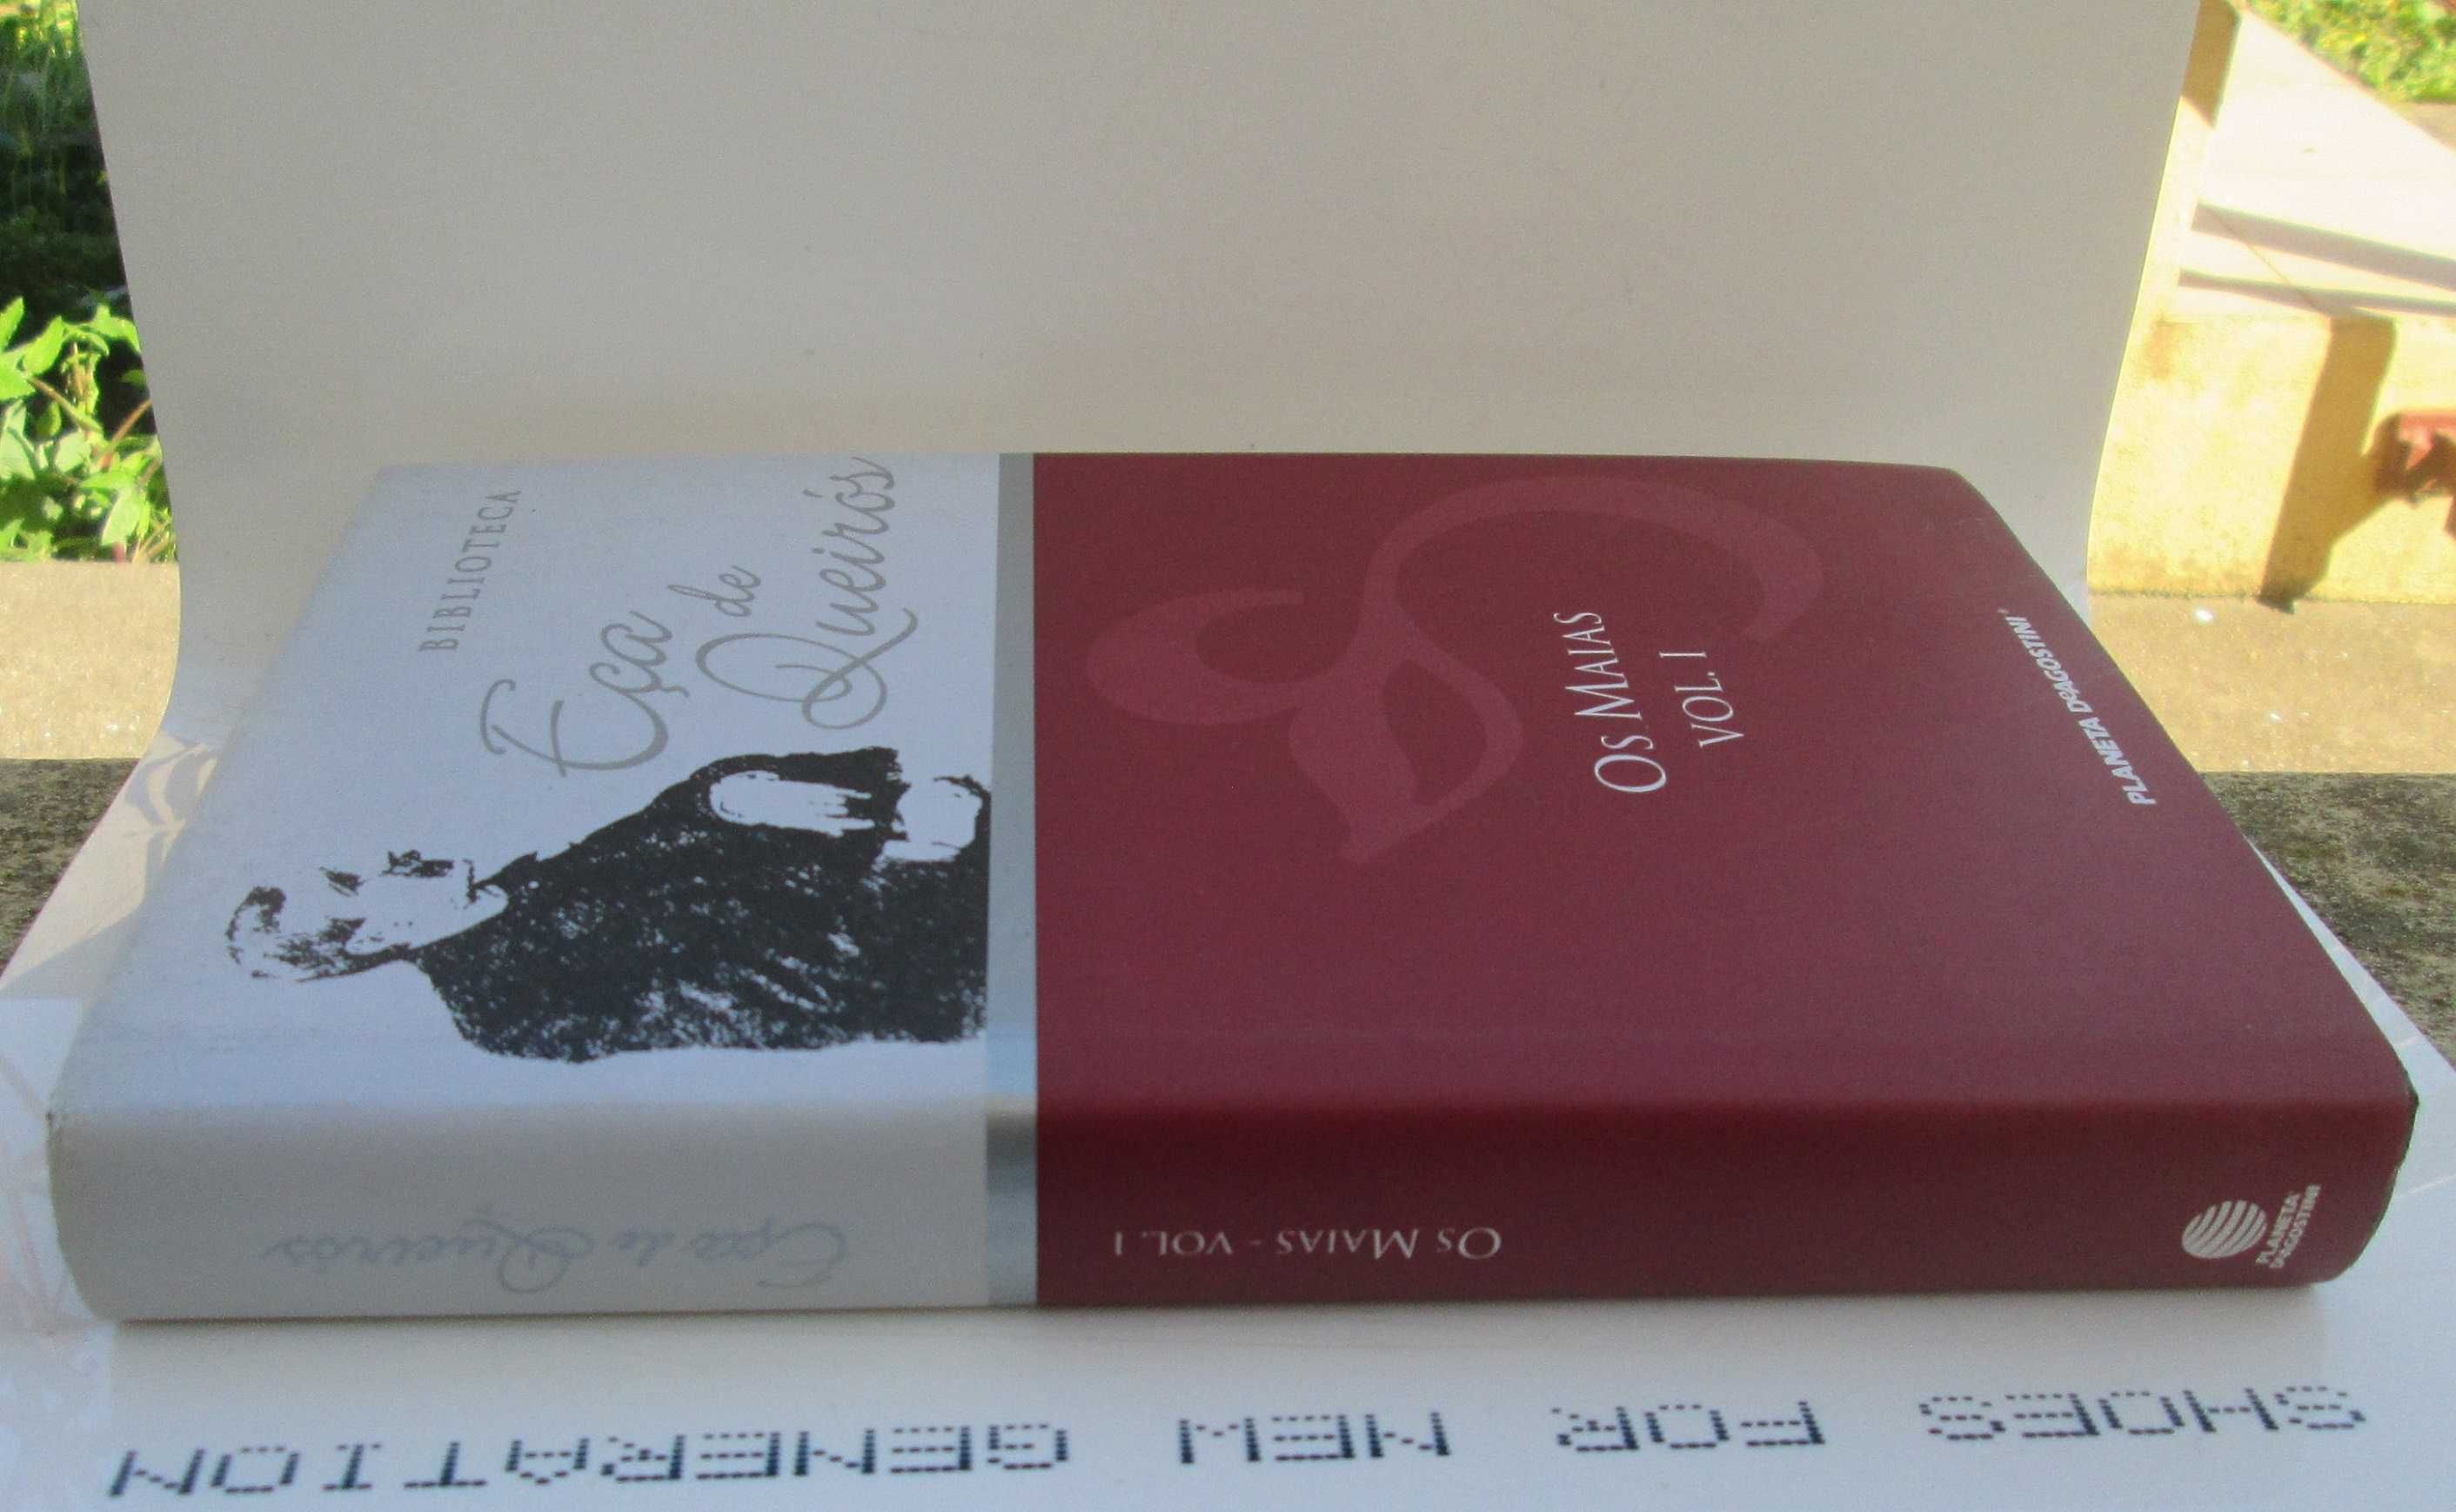 BIBLIOTECA
Eça
de
Queirós
OS MAIAS
VOL. I
PLANETA DeAGOSTINI
Eça de Queirós
OS MAIAS - VOL. I
PLANETA
DeAGOSTINI
SHOES FOR NEW GENERATION